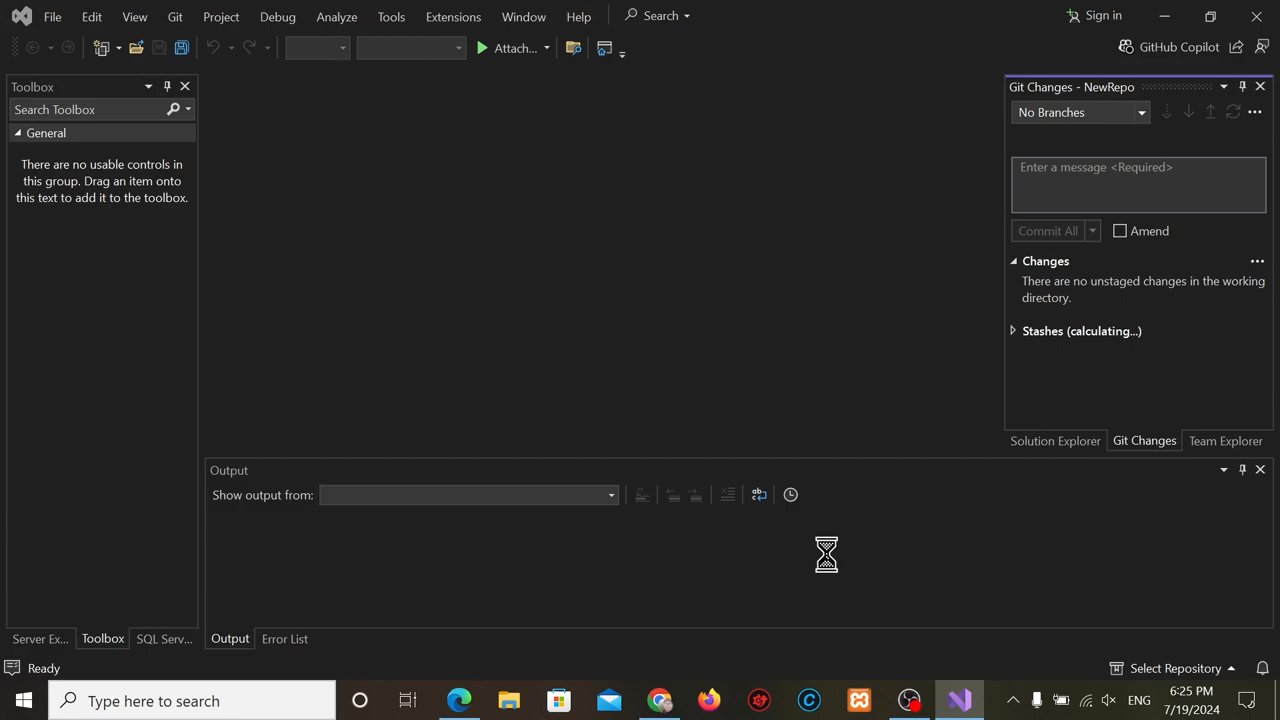 File Edit View Git Project Debug Analyze Tools Extensions Window Help Search Sign in
Attach... GitHub Copilot
Toolbox
Search Toolbox
General
There are no usable controls in
this group. Drag an item onto
this text to add it to the toolbox.
Git Changes - NewRepo
No Branches
Enter a message <Required>
Commit All Amend
Changes
There are no unstaged changes in the working
directory.
Stashes (calculating...)
Solution Explorer Git Changes Team Explorer
Output
Show output from:
Server Ex... Toolbox SQL Serv... Output Error List
Ready Select Repository
Type here to search ENG 6:25 PM
7/19/2024